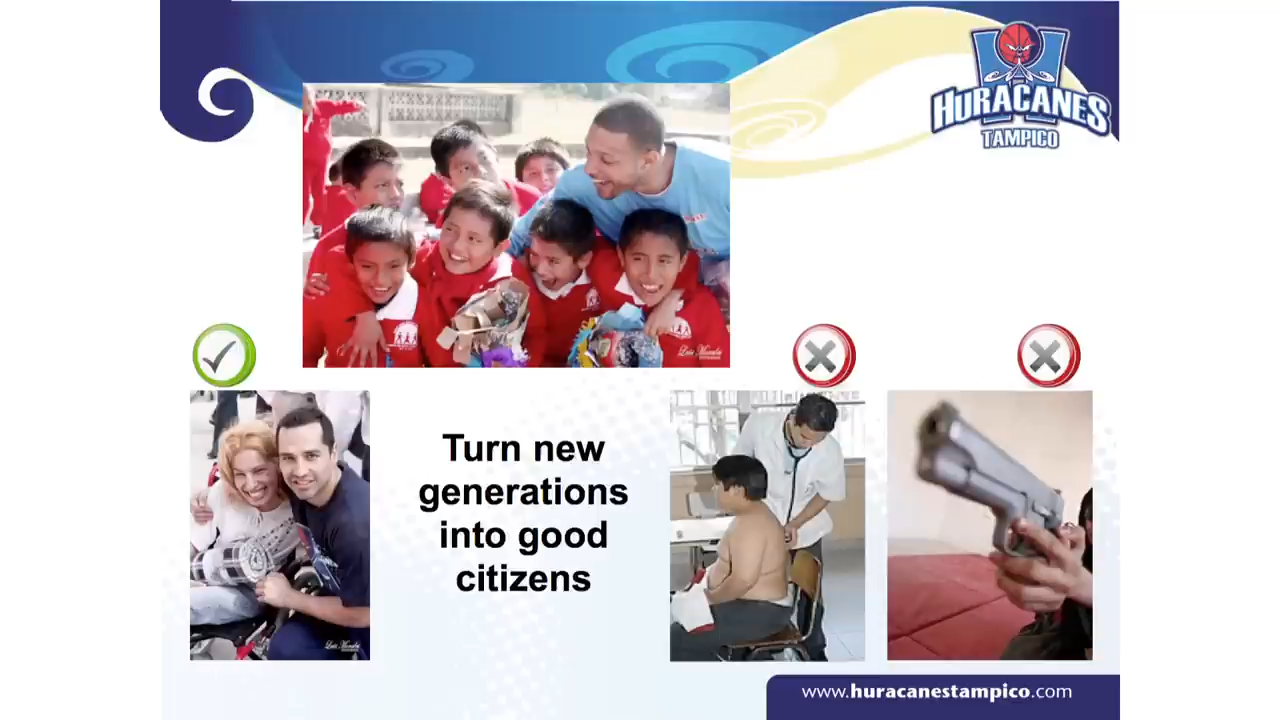 HURACANES
TAMPICO
Turn new
generations
into good
citizens
www.huracanestampico.com